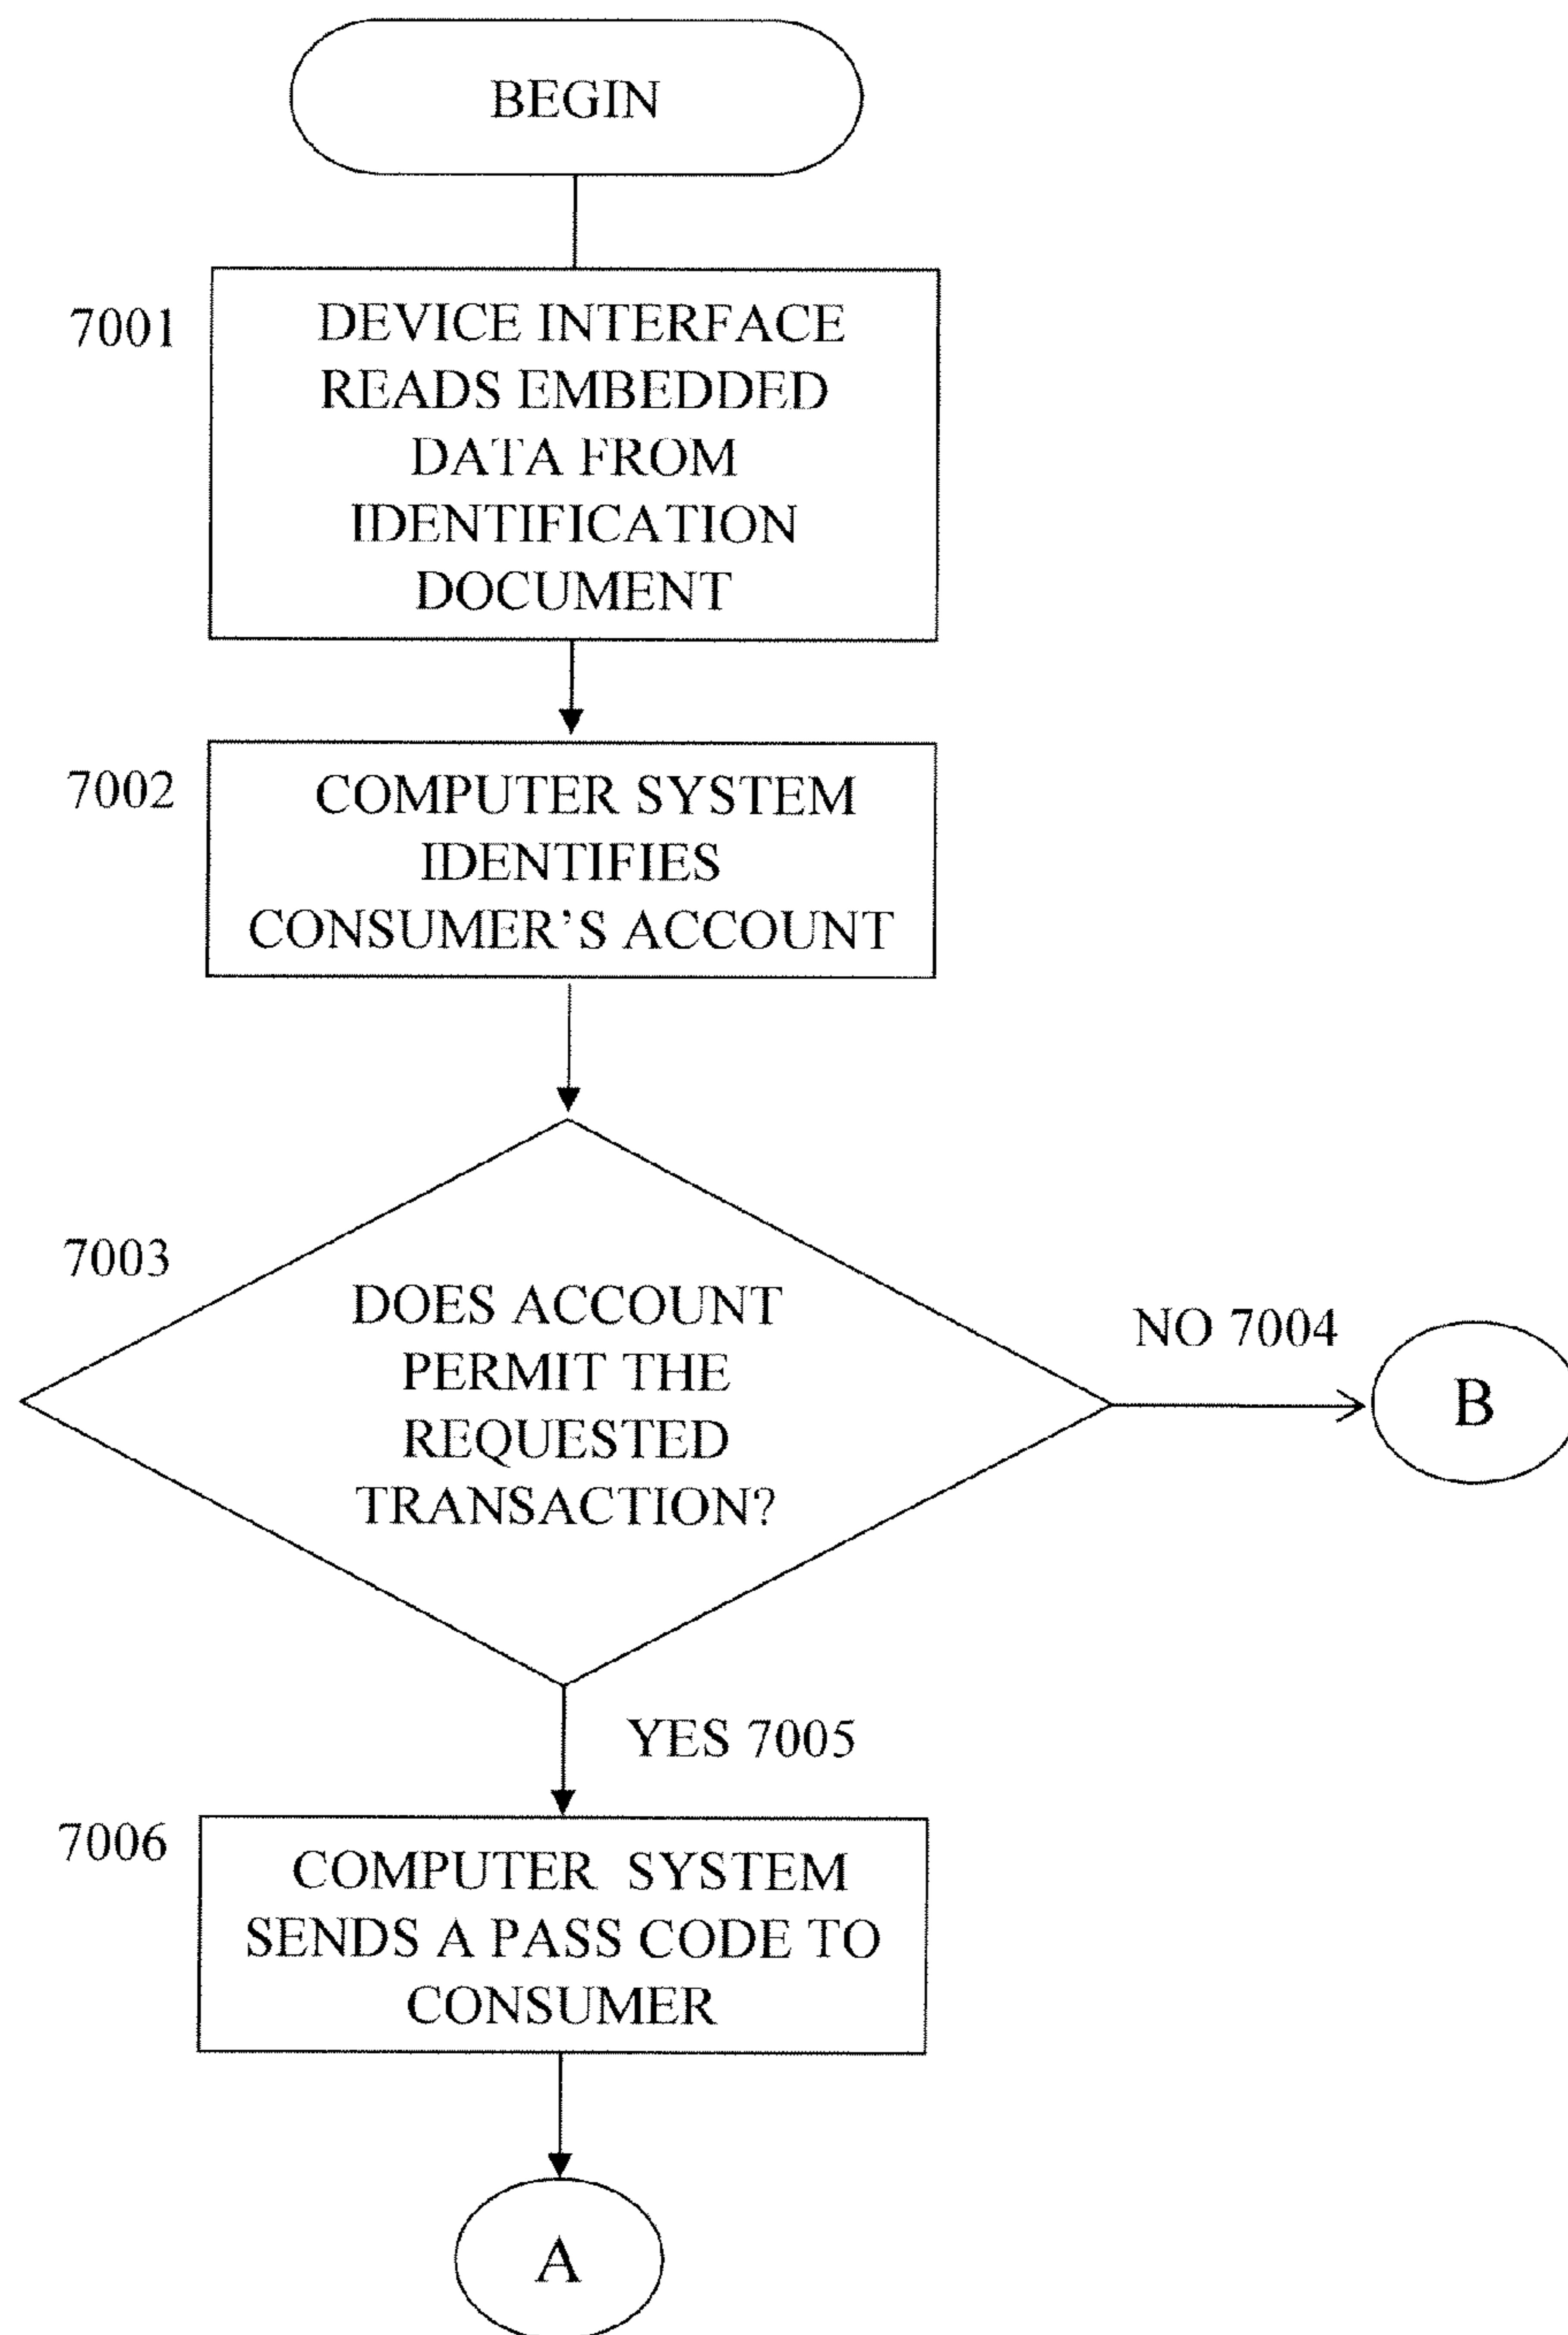 BEGIN
7001
DEVICE INTERFACE
READS EMBEDDED
DATA FROM
IDENTIFICATION
DOCUMENT
7002
COMPUTER SYSTEM
IDENTIFIES
CONSUMER'S ACCOUNT
7003
DOES ACCOUNT
PERMIT THE
REQUESTED
TRANSACTION?
NO 7004
B
YES 7005
7006
COMPUTER SYSTEM
SENDS A PASS CODE TO
CONSUMER
A